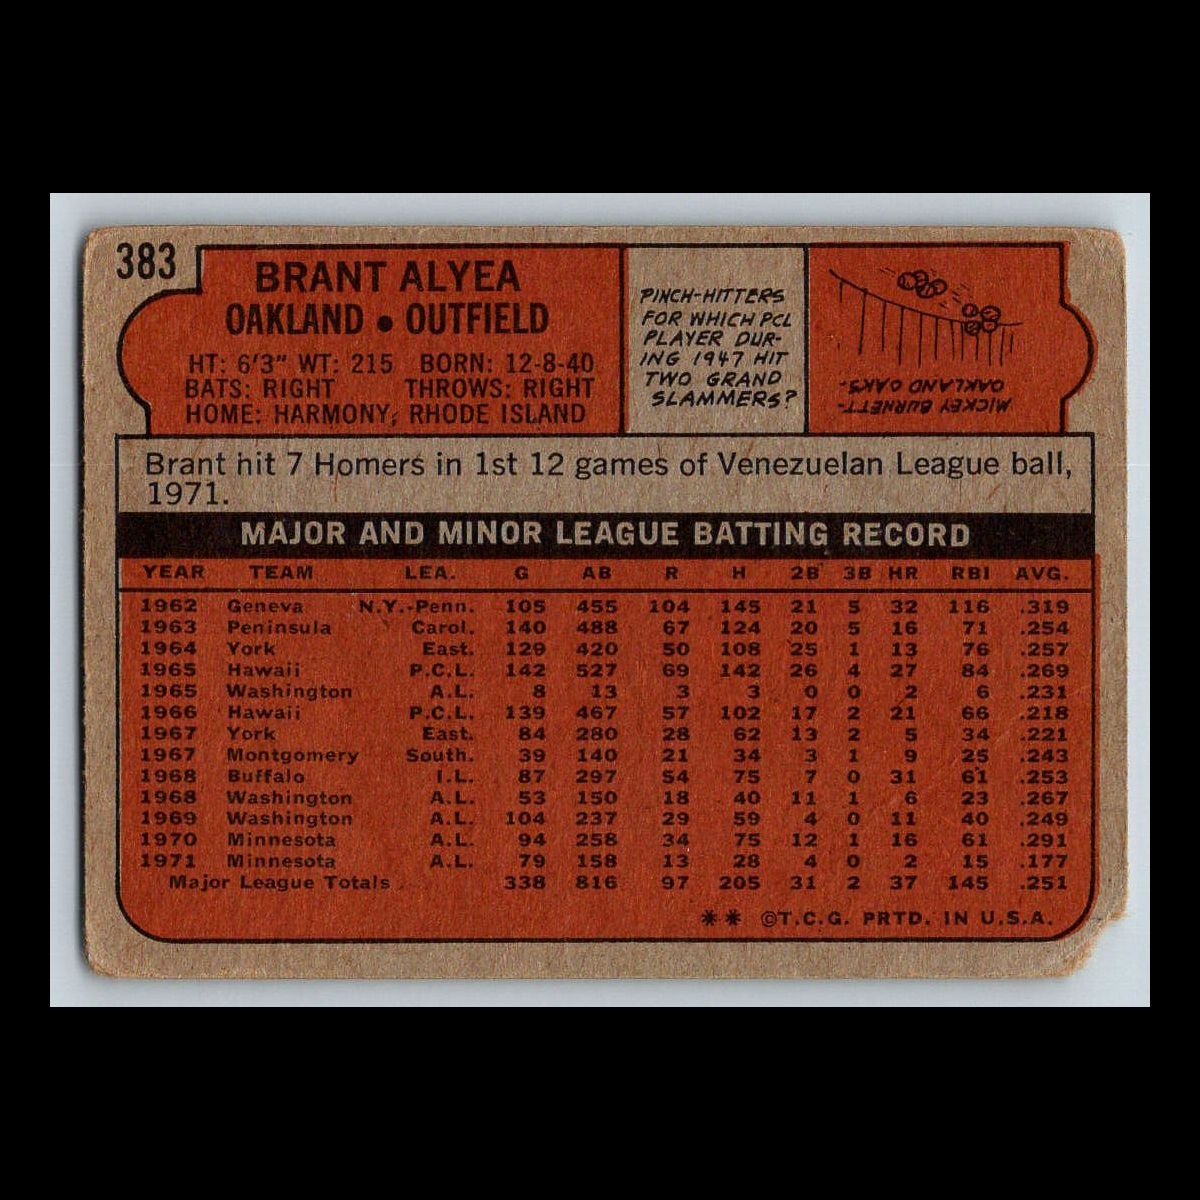 383
BRANT ALYEA
OAKLAND • OUTFIELD
HT: 6'3" WT: 215 BORN: 12-8-40
BATS: RIGHT THROWS: RIGHT
HOME: HARMONY, RHODE ISLAND
PINCH-HITTERS
FOR WHICH PCL
PLAYER DUR-
ING 1947 HIT
TWO GRAND
SLAMMERS?
MICKEY BURNETT-
OAKLAND OAKS.
Brant hit 7 Homers in 1st 12 games of Venezuelan League ball,
1971.
MAJOR AND MINOR LEAGUE BATTING RECORD
YEAR TEAM LEA. G AB R H 2B 3B HR RBI AVG.
1962 Geneva N.Y.-Penn. 105 455 104 145 21 5 32 116 .319
1963 Peninsula Carol. 140 488 67 124 20 5 16 71 .254
1964 York East. 129 420 50 108 25 1 13 76 .257
1965 Hawaii P.C.L. 142 527 69 142 26 4 27 84 .269
1965 Washington A.L. 8 13 3 3 0 0 2 6 .231
1966 Hawaii P.C.L. 139 467 57 102 17 2 21 66 .218
1967 York East. 84 280 28 62 13 2 5 34 .221
1967 Montgomery South. 39 140 21 34 3 1 9 25 .243
1968 Buffalo I.L. 87 297 54 75 7 0 31 61 .253
1968 Washington A.L. 53 150 18 40 11 1 6 23 .267
1969 Washington A.L. 104 237 29 59 4 0 11 40 .249
1970 Minnesota A.L. 94 258 34 75 12 1 16 61 .291
1971 Minnesota A.L. 79 158 13 28 4 0 2 15 .177
Major League Totals 338 816 97 205 31 2 37 145 .251
** ©T.C.G. PRTD. IN U.S.A.